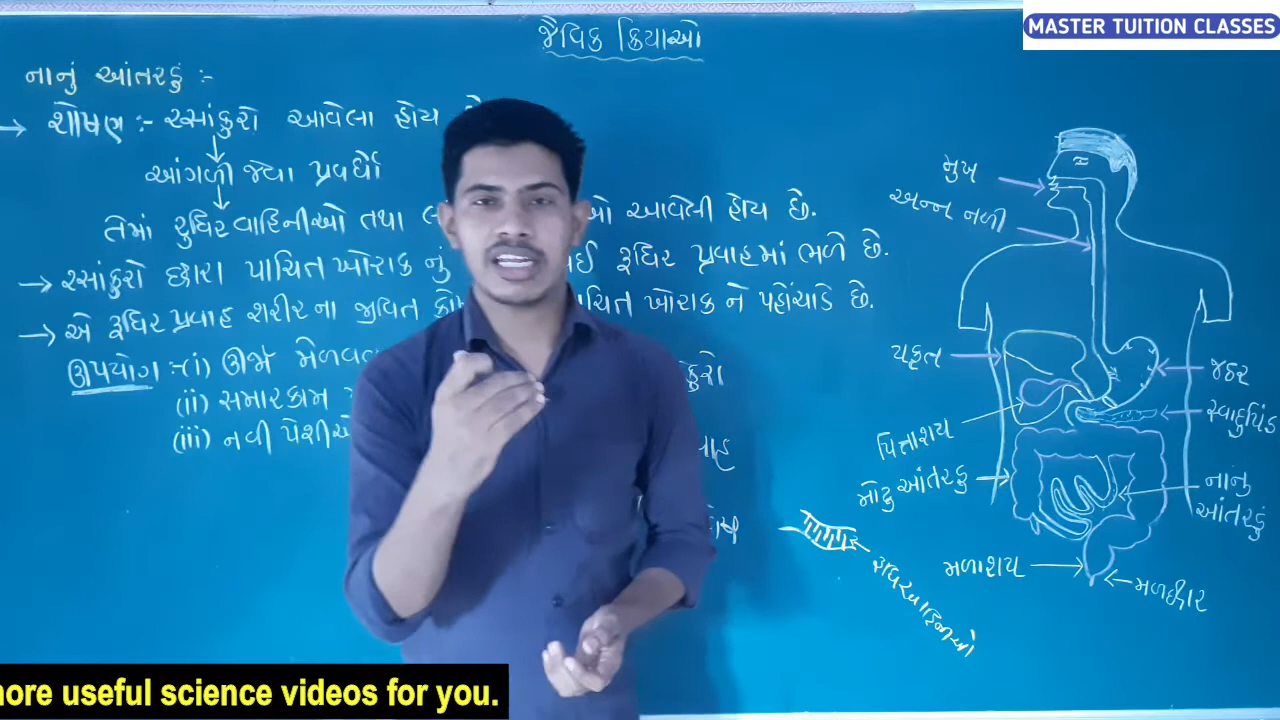 MASTER TUITION CLASSES
જૈવિક ક્રિયાઓ
નાનું આંતરડું :-
→ શોષણ :- રસાંકુરો આવેલા હોય
આંગળી જેવા પ્રવર્ધો
તેમાં રુધિરવાહિનીઓ તથા લ ઓ આવેલી હોય છે.
→ રસાંકુરો દ્વારા પાચિત ખોરાક નું ઈ રૂધિર પ્રવાહમાં ભળે છે.
→ એ રૂધિર પ્રવાહ શરીર ના જીવિત ચિત ખોરાક ને પહોંચાડે છે.
ઉપયોગ :-(i) ઊર્જા મેળવવ
(ii) સમારકામ
(iii) નવી પેશીઓ
મુખ
અન્ન નળી
યકૃત
જઠર
સ્વાદુપિંડ
પિત્તાશય
મોટુ આંતરડુ
નાનુ
આંતરડું
મળાશય
મળદ્વાર
રૂધિરવાહિનીઓ
more useful science videos for you.